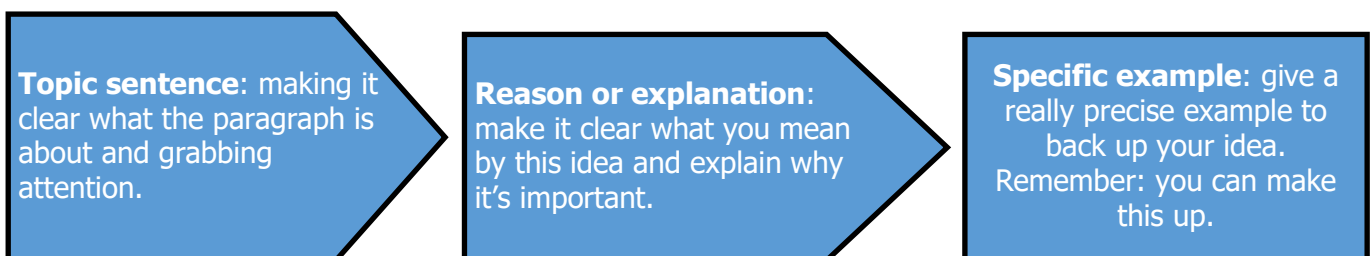 Topic sentence: making it
clear what the paragraph is
about and grabbing
attention.
Reason or explanation:
make it clear what you mean
by this idea and explain why
it’s important.
Specific example: give a
really precise example to
back up your idea.
Remember: you can make
this up.